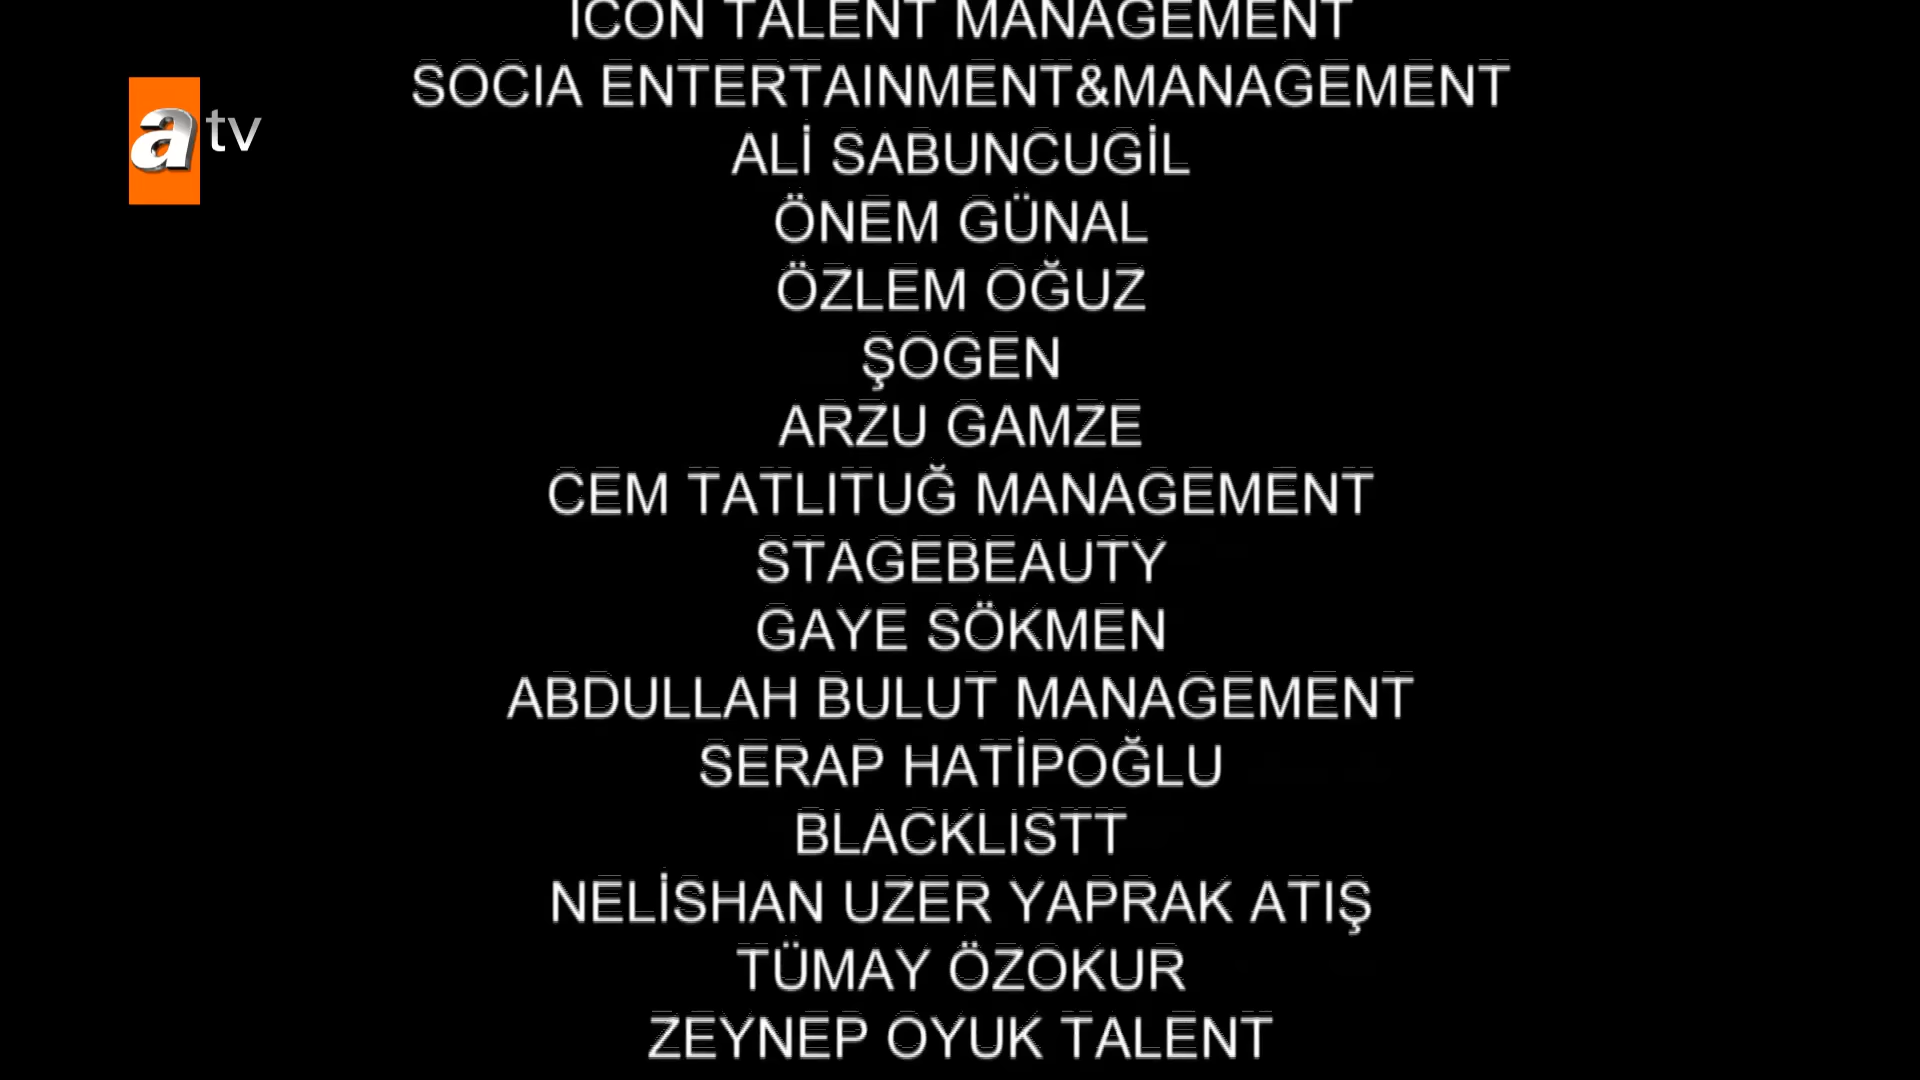 ICON TALENT MANAGEMENT
SOCIA ENTERTAINMENT&MANAGEMENT
atv
ALİ SABUNCUGİL
ÖNEM GÜNAL
ÖZLEM OĞUZ
ŞOGEN
ARZU GAMZE
CEM TATLITUĞ MANAGEMENT
STAGEBEAUTY
GAYE SÖKMEN
ABDULLAH BULUT MANAGEMENT
SERAP HATİPOĞLU
BLACKLISTT
NELİSHAN UZER YAPRAK ATIŞ
TÜMAY ÖZOKUR
ZEYNEP OYUK TALENT